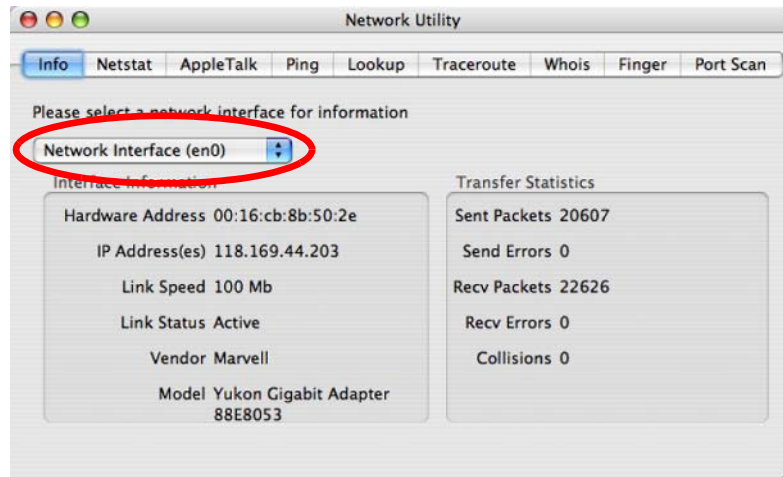 Network Utility
Info Netstat AppleTalk Ping Lookup Traceroute Whois Finger Port Scan
Please select a network interface for information
Network Interface (en0)
Interface Information
Hardware Address 00:16:cb:8b:50:2e
IP Address(es) 118.169.44.203
Link Speed 100 Mb
Link Status Active
Vendor Marvell
Model Yukon Gigabit Adapter
88E8053
Transfer Statistics
Sent Packets 20607
Send Errors 0
Recv Packets 22626
Recv Errors 0
Collisions 0